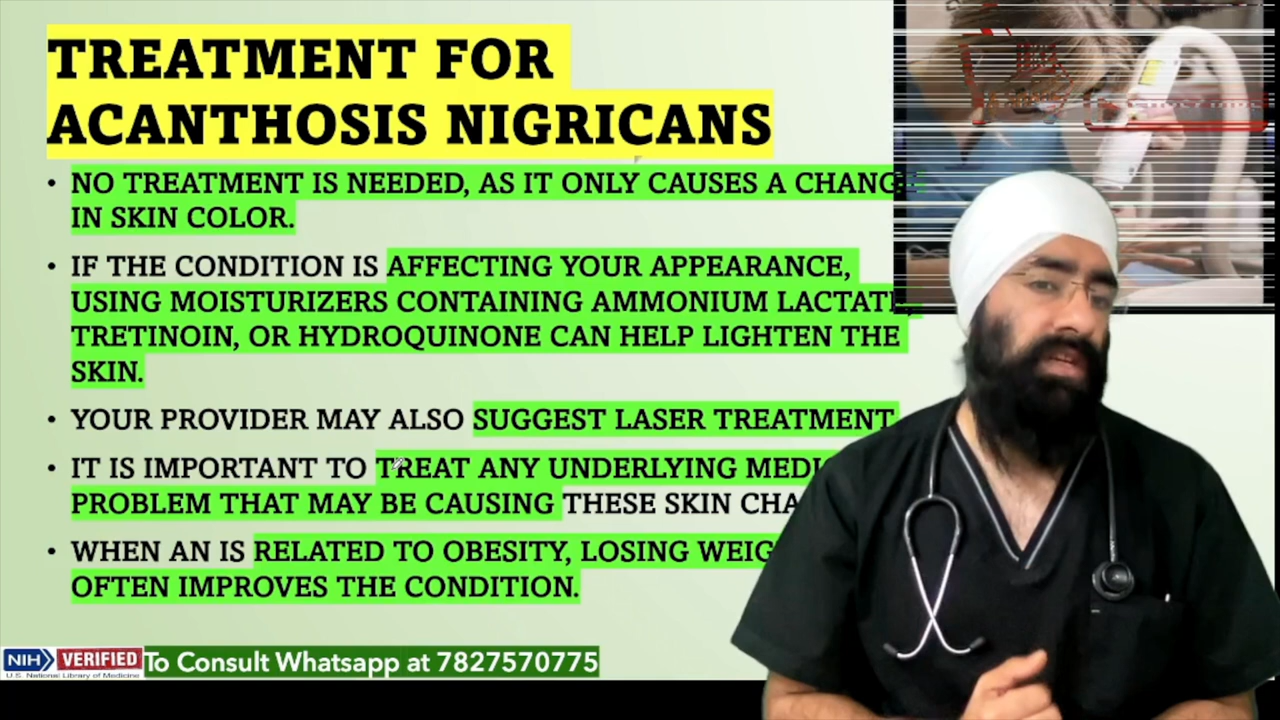 TREATMENT FOR
ACANTHOSIS NIGRICANS
• NO TREATMENT IS NEEDED, AS IT ONLY CAUSES A CHANGE
IN SKIN COLOR.
• IF THE CONDITION IS AFFECTING YOUR APPEARANCE,
USING MOISTURIZERS CONTAINING AMMONIUM LACTATE,
TRETINOIN, OR HYDROQUINONE CAN HELP LIGHTEN THE
SKIN.
• YOUR PROVIDER MAY ALSO SUGGEST LASER TREATMENT
• IT IS IMPORTANT TO TREAT ANY UNDERLYING
PROBLEM THAT MAY BE CAUSING THESE SKIN
• WHEN AN IS RELATED TO OBESITY, LOSING
OFTEN IMPROVES THE CONDITION.
NIH VERIFIED To Consult Whatsapp at 7827570775
U.S. National Library of Medicine